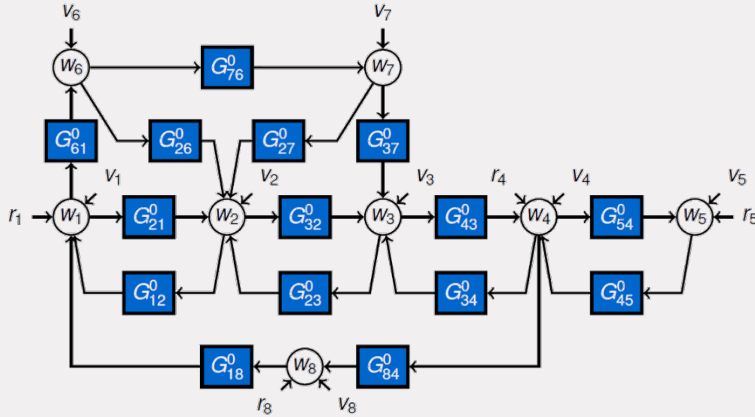 v6 v7
w6 G⁰76 w7
G⁰61 G⁰26 G⁰27 G⁰37
v1 v2 v3 r4 v4 v5
r1 w1 G⁰21 w2 G⁰32 w3 G⁰43 w4 G⁰54 w5 r5
G⁰12 G⁰23 G⁰34 G⁰45
G⁰18 w8 G⁰84
r8 v8